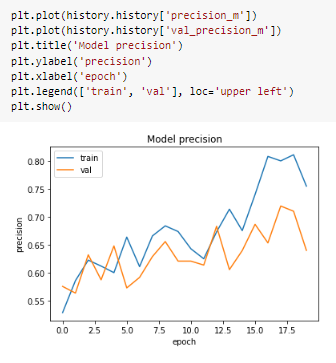 plt.plot(history.history['precision_m'])
plt.plot(history.history['val_precision_m'])
plt.title('Model precision')
plt.ylabel('precision')
plt.xlabel('epoch')
plt.legend(['train', 'val'], loc='upper left')
plt.show()
Model precision
train
val
0.80
0.75
0.70
0.65
0.60
0.55
precision
0.0 2.5 5.0 7.5 10.0 12.5 15.0 17.5
epoch